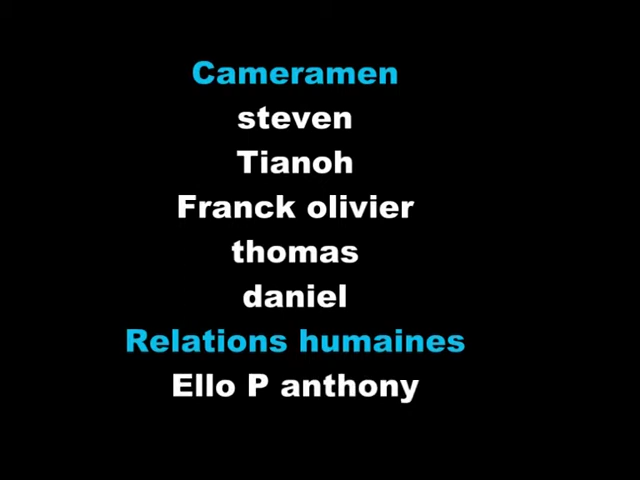 Cameramen
steven
Tianoh
Franck olivier
thomas
daniel
Relations humaines
Ello P anthony